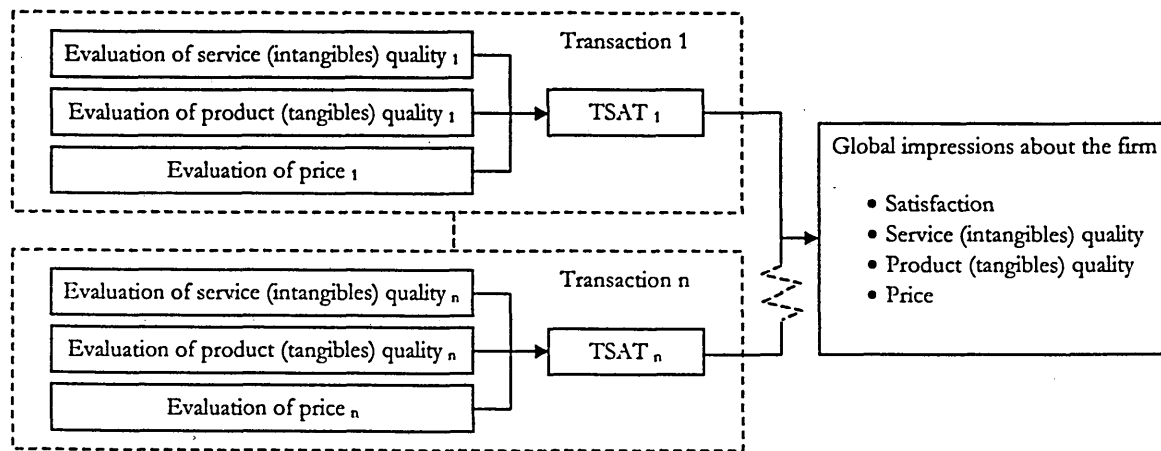 Transaction 1
Evaluation of service (intangibles) quality 1
Evaluation of product (tangibles) quality 1
Evaluation of price 1
TSAT 1
Transaction n
Evaluation of service (intangibles) quality n
Evaluation of product (tangibles) quality n
Evaluation of price n
TSAT n
Global impressions about the firm
• Satisfaction
• Service (intangibles) quality
• Product (tangibles) quality
• Price